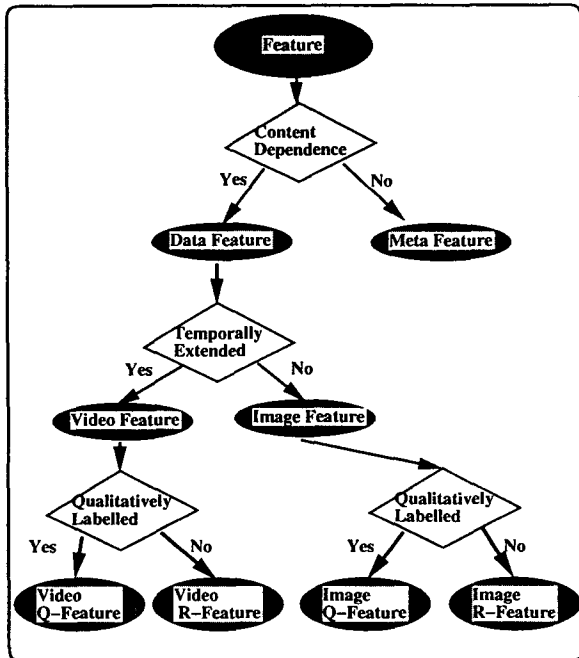 Feature
Content
Dependence
Yes
No
Data Feature
Meta Feature
Temporally
Extended
Yes
No
Video Feature
Image Feature
Qualitatively
Labelled
Qualitatively
Labelled
Yes
No
Yes
No
Video
Q-Feature
Video
R-Feature
Image
Q-Feature
Image
R-Feature